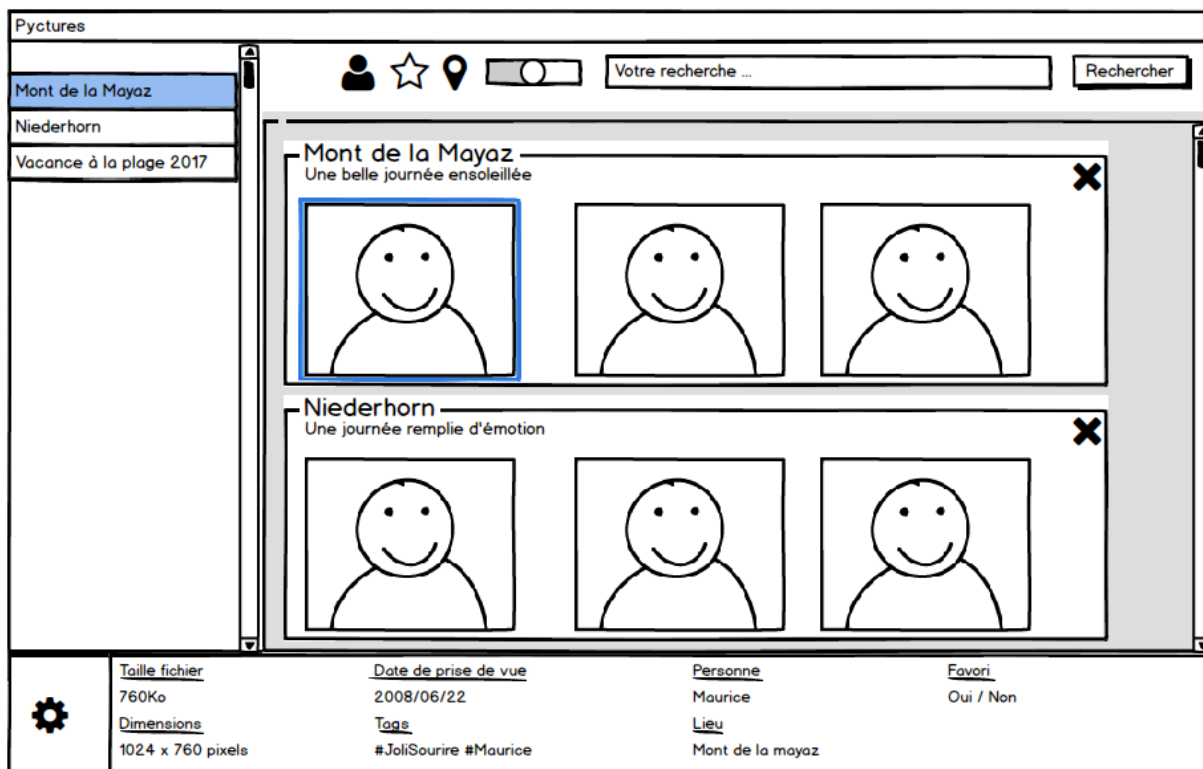 Pyctures
Mont de la Mayaz
Niederhorn
Vacance à la plage 2017
Votre recherche ...
Rechercher
Mont de la Mayaz
Une belle journée ensoleillée
Niederhorn
Une journée remplie d'émotion
Taille fichier
760Ko
Dimensions
1024 x 760 pixels
Date de prise de vue
2008/06/22
Tags
#JoliSourire #Maurice
Personne
Maurice
Lieu
Mont de la mayaz
Favori
Oui / Non